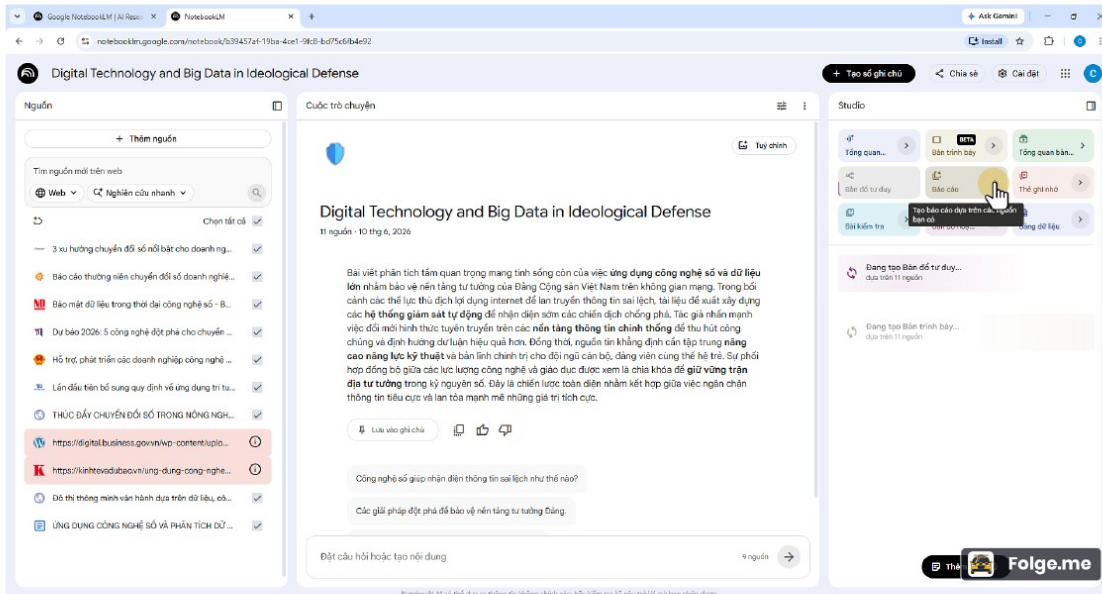 Google NotebookLM | AI Resea
NotebookLM
Ask Gemini
notebooklm.google.com/notebook/b39457af-19ba-4ce1-9fc8-bd75c6fb4e92
Install
Digital Technology and Big Data in Ideological Defense
+ Tạo sổ ghi chú
Chia sẻ
Cài đặt
C
Nguồn
+ Thêm nguồn
Tìm nguồn mới trên web
Web
Nghiên cứu nhanh
Chọn tất cả
3 xu hướng chuyển đổi số nổi bật cho doanh ng...
Báo cáo thường niên chuyển đổi số doanh nghiệ...
Bảo mật dữ liệu trong thời đại công nghệ số - B...
Dự báo 2026: 5 công nghệ đột phá cho chuyển ...
Hỗ trợ, phát triển các doanh nghiệp công nghệ ...
Lần đầu tiên bổ sung quy định về ứng dụng trí tu...
THÚC ĐẨY CHUYỂN ĐỔI SỐ TRONG NÔNG NGH...
https://digital.business.gov.vn/wp-content/uplo...
https://kinhtevadubao.vn/ung-dung-cong-nghe...
Đô thị thông minh vận hành dựa trên dữ liệu, cô...
ỨNG DỤNG CÔNG NGHỆ SỐ VÀ PHÂN TÍCH DỮ ...
Cuộc trò chuyện
Tuỳ chỉnh
Digital Technology and Big Data in Ideological Defense
11 nguồn · 10 thg 6, 2026
Bài viết phân tích tầm quan trọng mang tính sống còn của việc ứng dụng công nghệ số và dữ liệu
lớn nhằm bảo vệ nền tảng tư tưởng của Đảng Cộng sản Việt Nam trên không gian mạng. Trong bối
cảnh các thế lực thù địch lợi dụng internet để lan truyền thông tin sai lệch, tài liệu đề xuất xây dựng
các hệ thống giám sát tự động để nhận diện sớm các chiến dịch chống phá. Tác giả nhấn mạnh
việc đổi mới hình thức tuyên truyền trên các nền tảng thông tin chính thống để thu hút công
chúng và định hướng dư luận hiệu quả hơn. Đồng thời, nguồn tin khẳng định cần tập trung nâng
cao năng lực kỹ thuật và bản lĩnh chính trị cho đội ngũ cán bộ, đảng viên cùng thế hệ trẻ. Sự phối
hợp đồng bộ giữa các lực lượng công nghệ và giáo dục được xem là chìa khóa để giữ vững trận
địa tư tưởng trong kỷ nguyên số. Đây là chiến lược toàn diện nhằm kết hợp giữa việc ngăn chặn
thông tin tiêu cực và lan tỏa mạnh mẽ những giá trị tích cực.
Lưu vào ghi chú
Công nghệ số giúp nhận diện thông tin sai lệch như thế nào?
Các giải pháp đột phá để bảo vệ nền tảng tư tưởng Đảng.
Đặt câu hỏi hoặc tạo nội dung
9 nguồn
Studio
Tổng quan...
BETA
Bản trình bày
Tổng quan bằn...
Bản đồ tư duy
Báo cáo
Thẻ ghi nhớ
Tạo báo cáo dựa trên các nguồn
bạn có
Bài kiểm tra
Bảng dữ liệu
Đang tạo Bản đồ tư duy...
dựa trên 11 nguồn
Đang tạo Bản trình bày...
dựa trên 11 nguồn
Folge.me